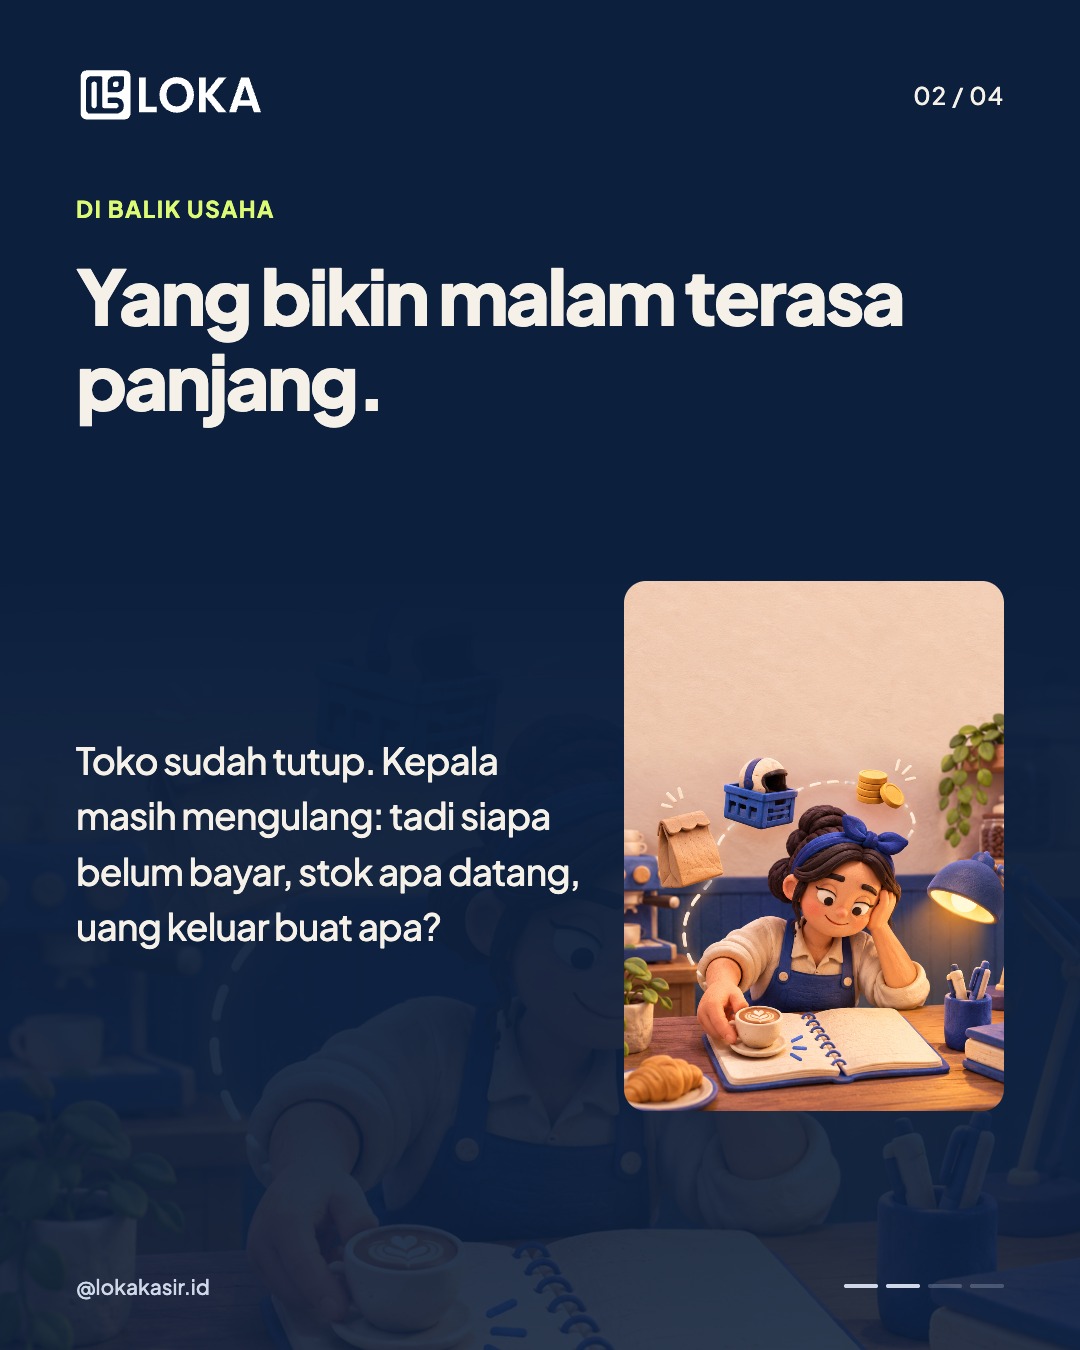 LOKA
02 / 04
DI BALIK USAHA
Yang bikin malam terasa
panjang.
Toko sudah tutup. Kepala
masih mengulang: tadi siapa
belum bayar, stok apa datang,
uang keluar buat apa?
@lokakasir.id